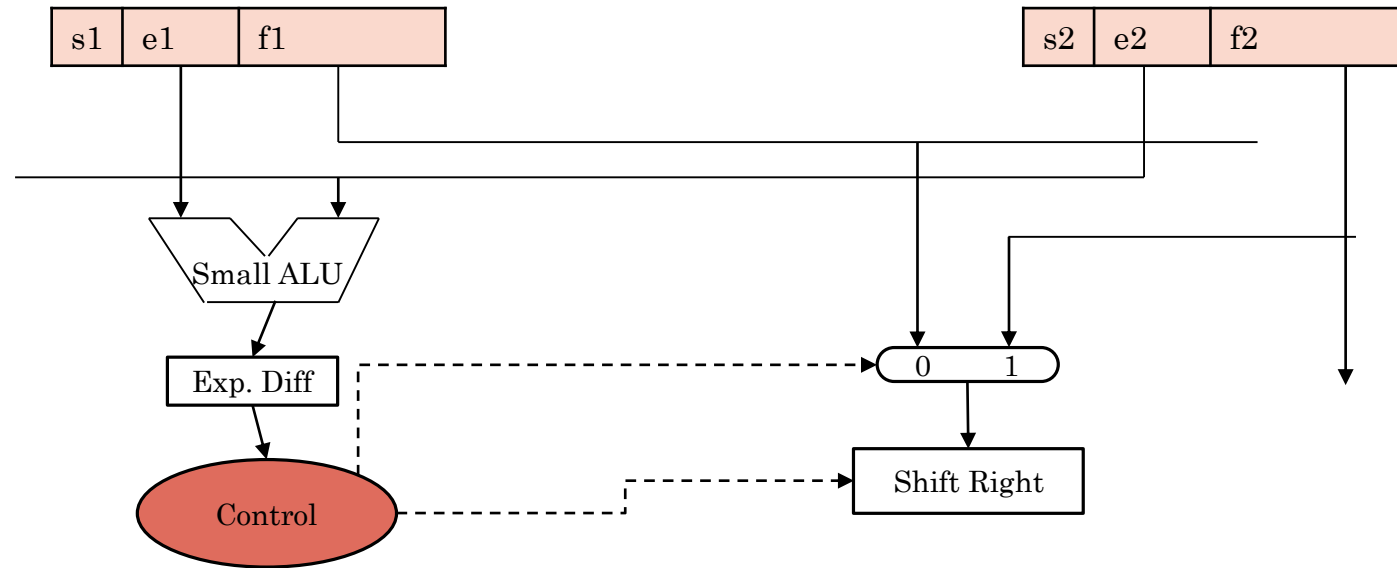 s1 e1 f1
s2 e2 f2
Small ALU
Exp. Diff
0 1
Shift Right
Control